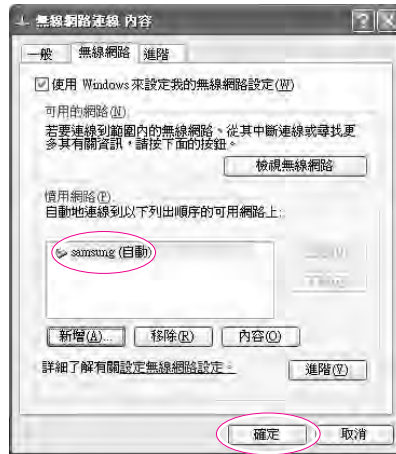 無線網路連線 內容
一般 無線網路 進階
使用 Windows 來設定我的無線網路設定(W)
可用的網路(N)
若要連線到範圍內的無線網路、從其中斷連線或尋找更
多其有關資訊，請按下面的按鈕。
檢視無線網路
慣用網路(P)
自動地連線到以下列出順序的可用網路上:
samsung (自動)
新增(A)... 移除(R) 內容(O)
詳細了解有關設定無線網路設定。
進階(V)
確定 取消